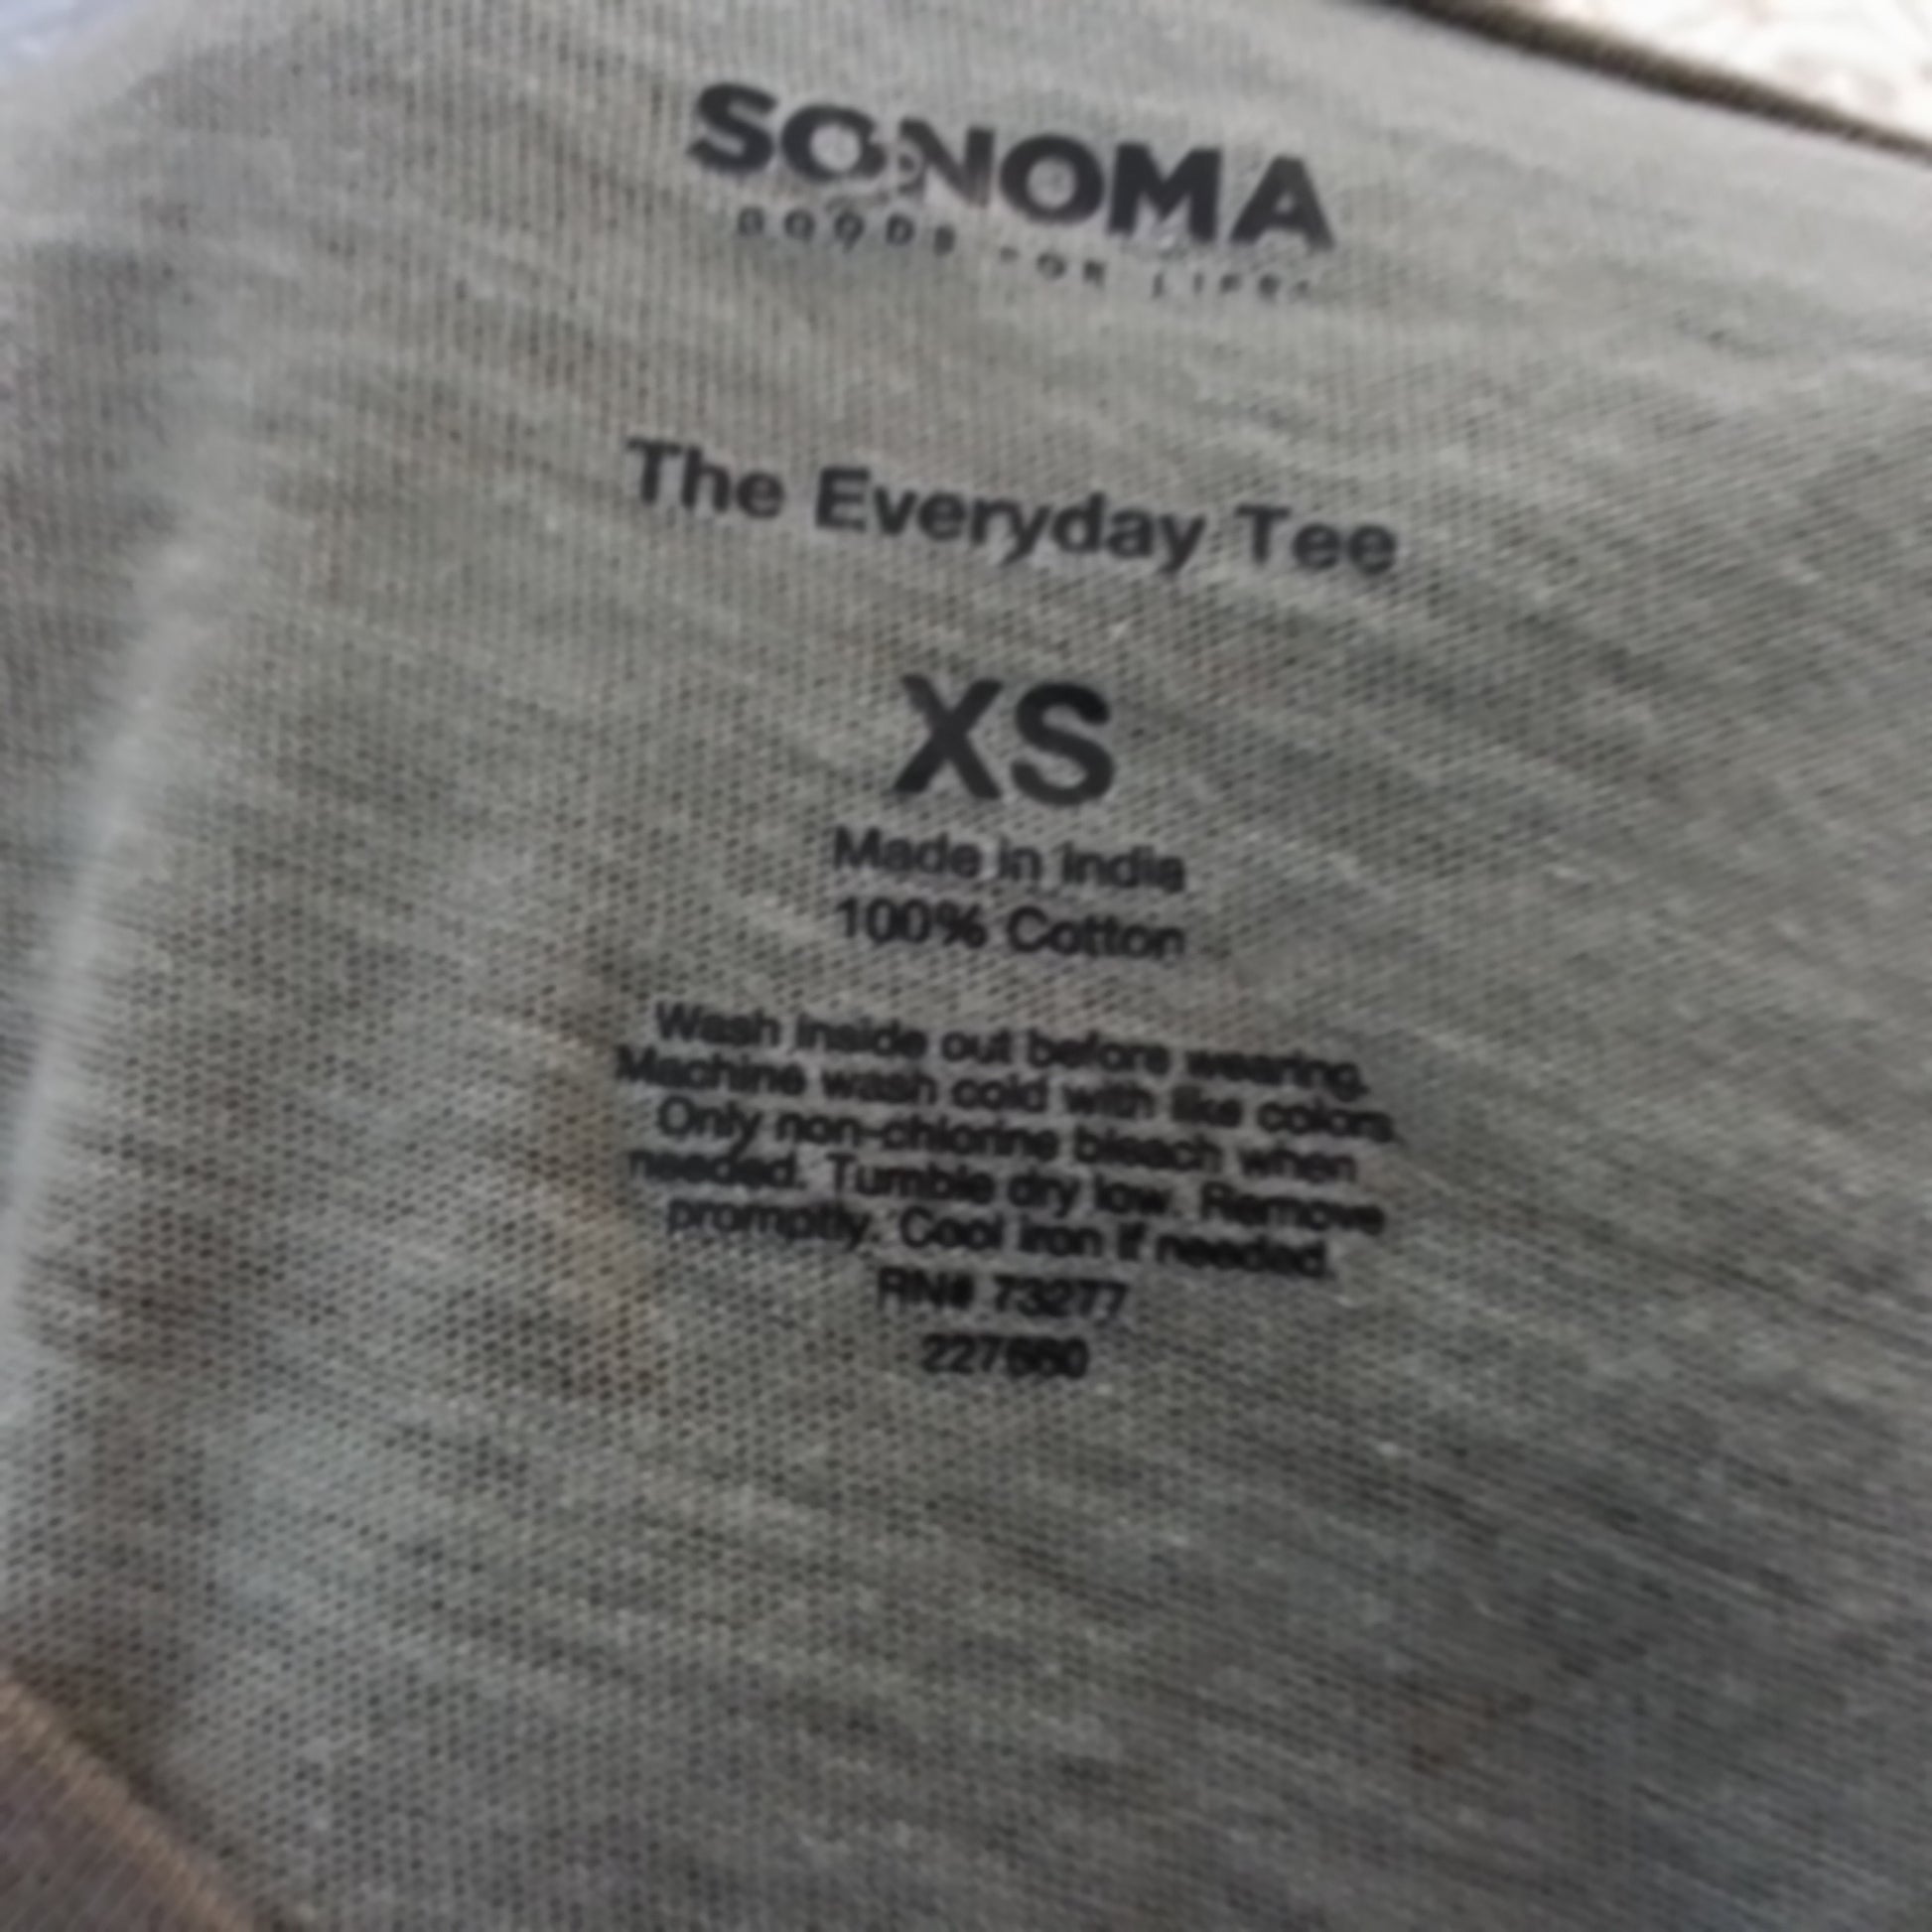 SONOMA
GOODS FOR LIFE
The Everyday Tee
XS
Made in India
100% Cotton
Wash inside out before wearing.
Machine wash cold with like colors.
Only non-chlorine bleach when
needed. Tumble dry low. Remove
promptly. Cool iron if needed.
RN# 73277